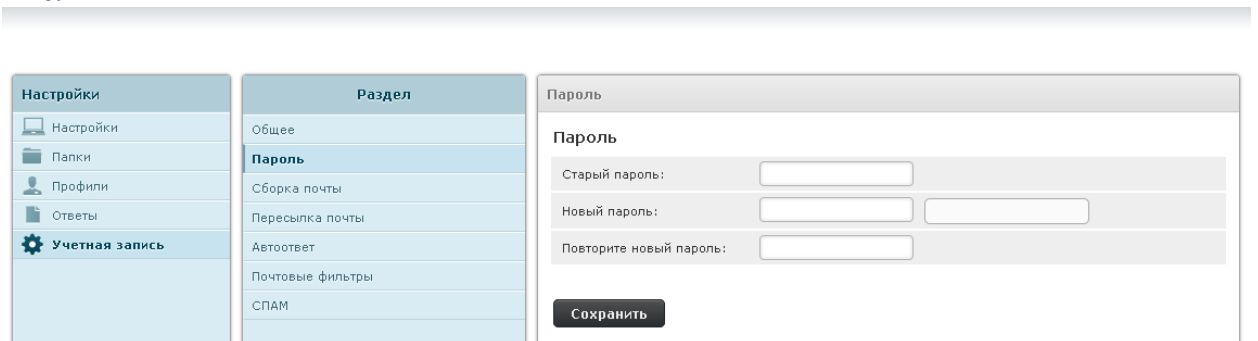 Настройки
Настройки
Папки
Профили
Ответы
Учетная запись
Раздел
Общее
Пароль
Сборка почты
Пересылка почты
Автоответ
Почтовые фильтры
СПАМ
Пароль
Пароль
Старый пароль:
Новый пароль:
Повторите новый пароль:
Сохранить